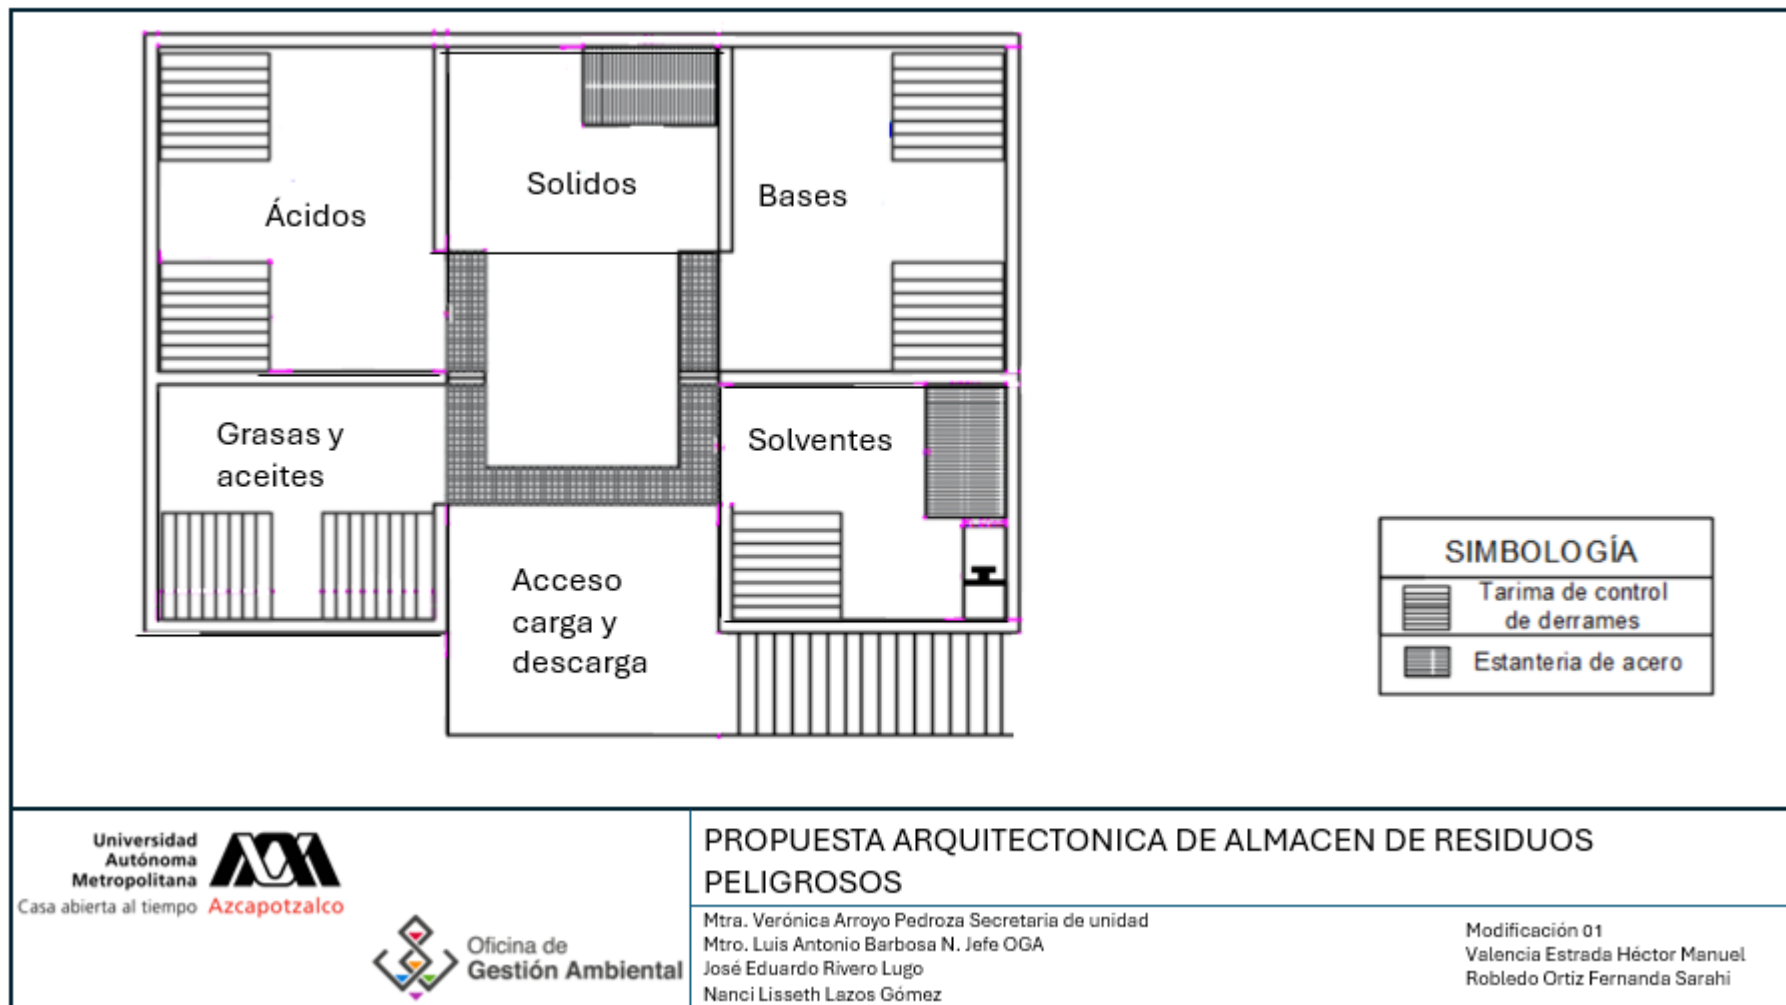 Ácidos
Solidos
Bases
Grasas y
aceites
Solventes
Acceso
carga y
descarga
SIMBOLOGÍA
Tarima de control
de derrames
Estanteria de acero
Universidad
Autónoma
Metropolitana
Casa abierta al tiempo Azcapotzalco
Oficina de
Gestión Ambiental
PROPUESTA ARQUITECTONICA DE ALMACEN DE RESIDUOS
PELIGROSOS
Mtra. Verónica Arroyo Pedroza Secretaria de unidad
Mtro. Luis Antonio Barbosa N. Jefe OGA
José Eduardo Rivero Lugo
Nanci Lisseth Lazos Gómez
Modificación 01
Valencia Estrada Héctor Manuel
Robledo Ortiz Fernanda Sarahi